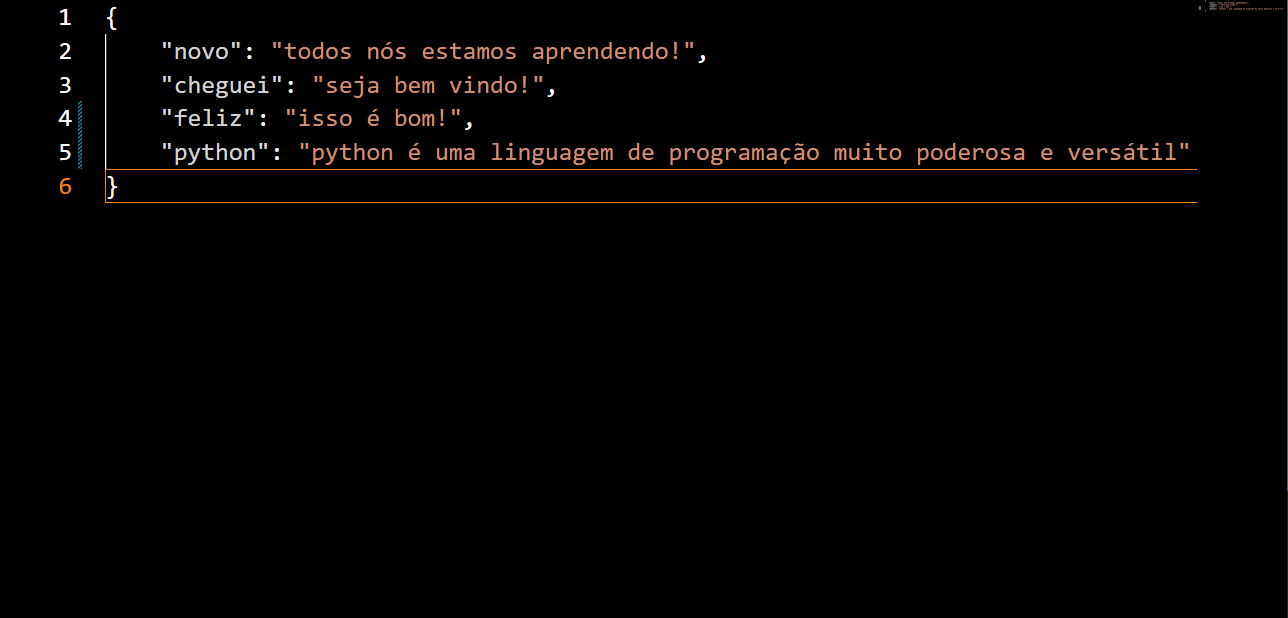 1 {
2 "novo": "todos nós estamos aprendendo!",
3 "cheguei": "seja bem vindo!",
4 "feliz": "isso é bom!",
5 "python": "python é uma linguagem de programação muito poderosa e versátil"
6 }